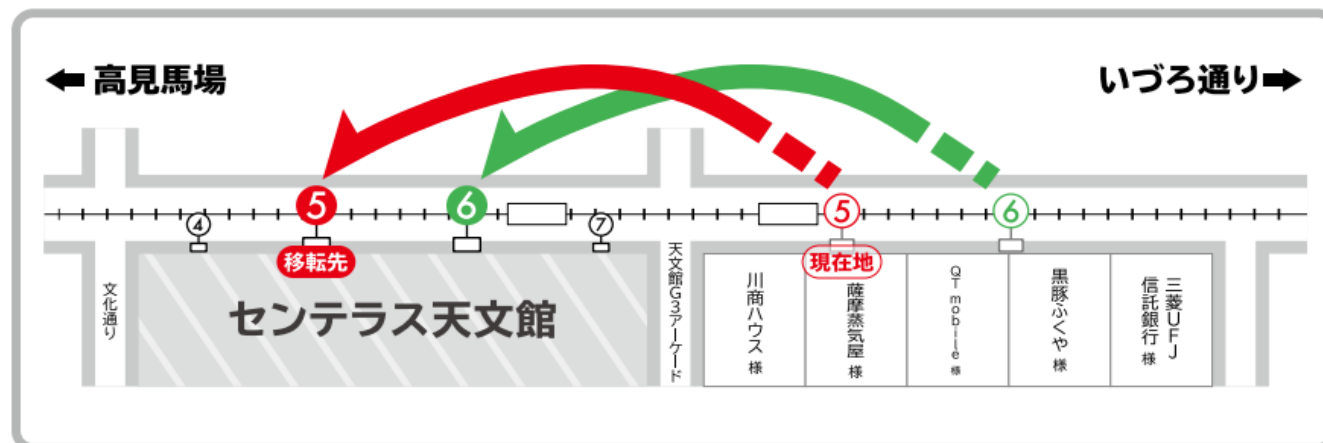 高見馬場
いづろ通り
④
5
6
⑦
⑤
⑥
移転先
現在地
文化通り
センテラス天文館
天文館G3アーケード
川商ハウス 様
薩摩蒸気屋 様
QT mobile 様
黒豚ふくや 様
三菱UFJ
信託銀行 様